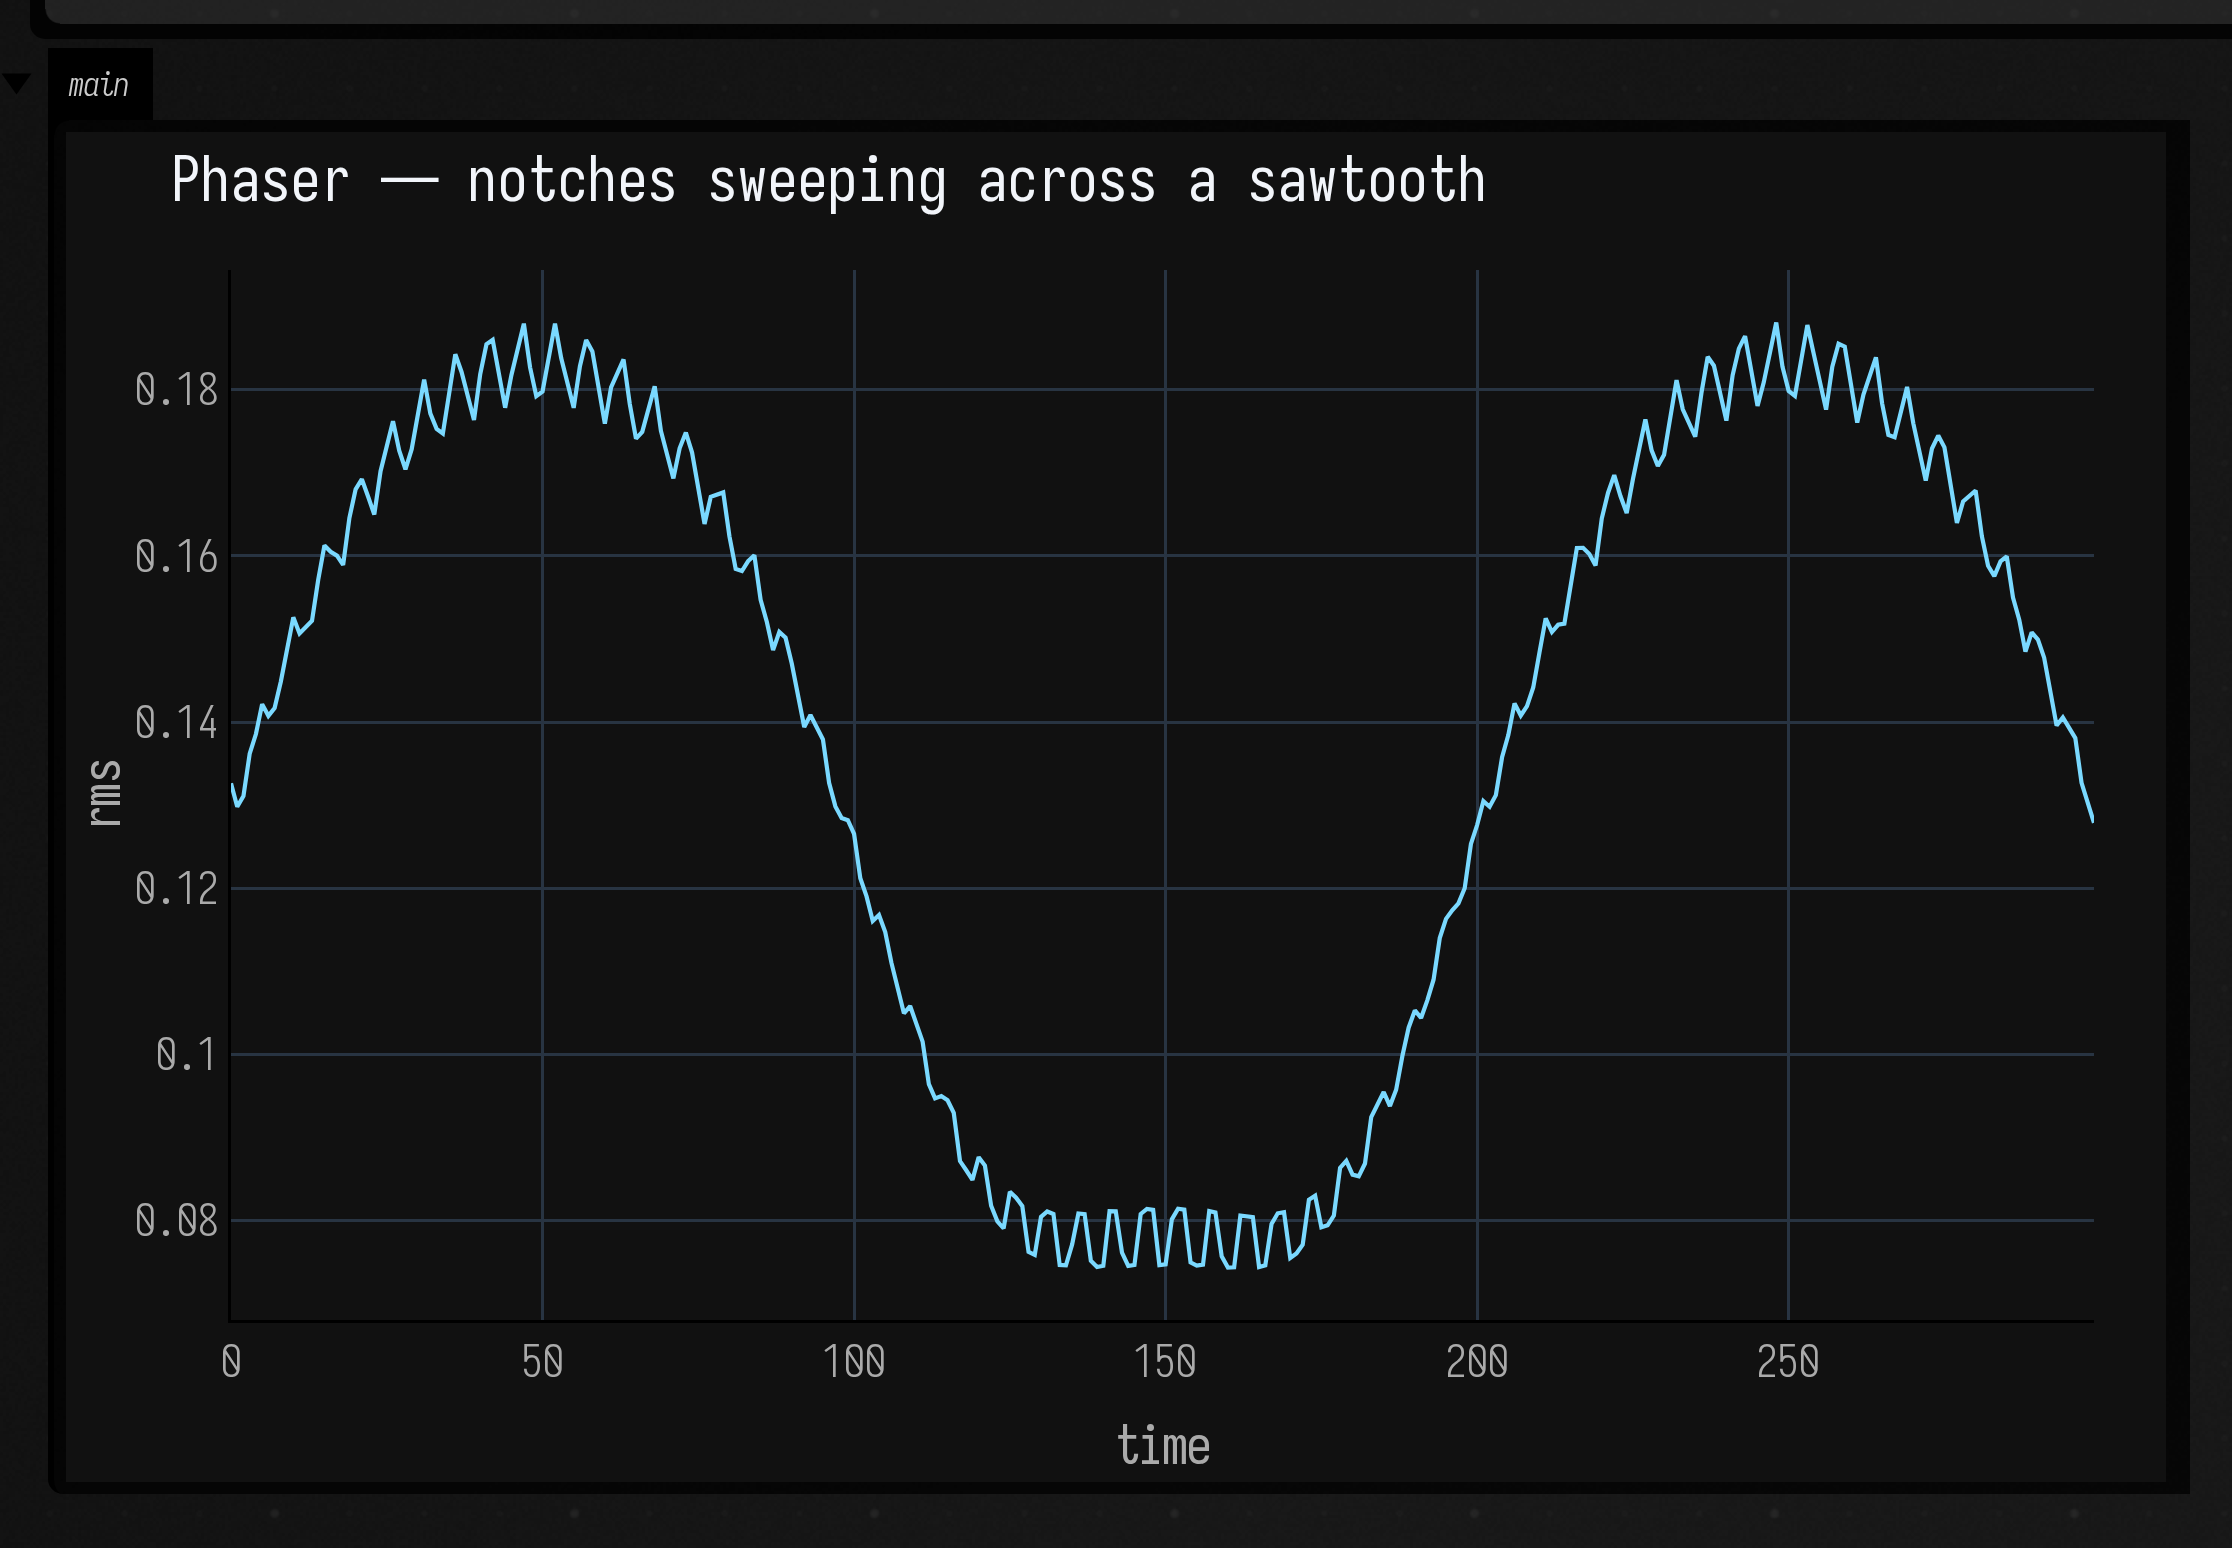 main
Phaser — notches sweeping across a sawtooth
0.18
0.16
0.14
0.12
0.1
0.08
rms
0 50 100 150 200 250
time